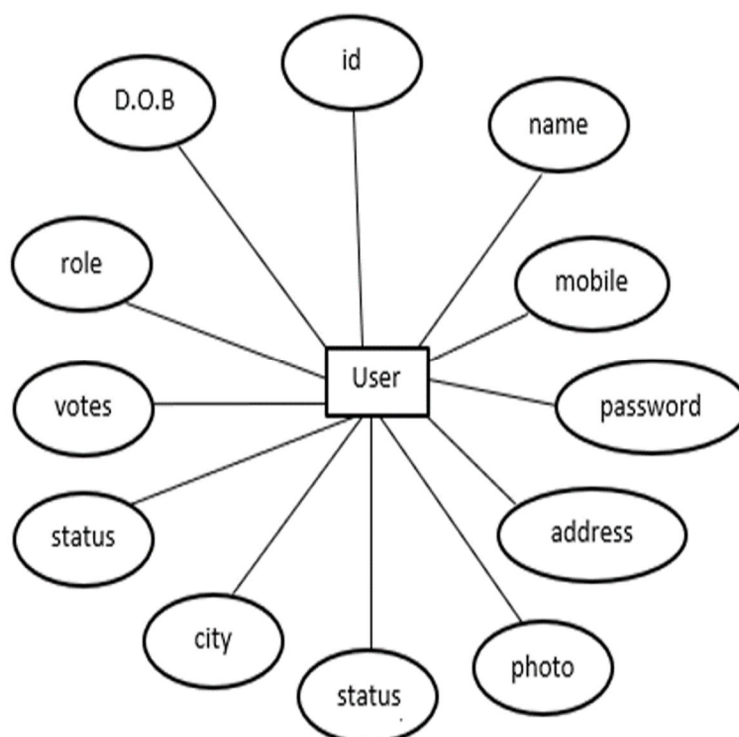 id
D.O.B
name
role
mobile
User
votes
password
status
address
city
photo
status